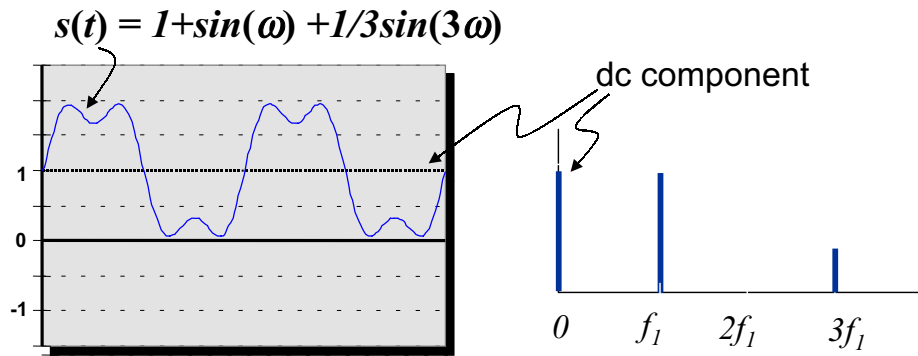 s(t) = 1+sin(ω) +1/3sin(3ω)
dc component
1
0
-1
0 f₁ 2f₁ 3f₁